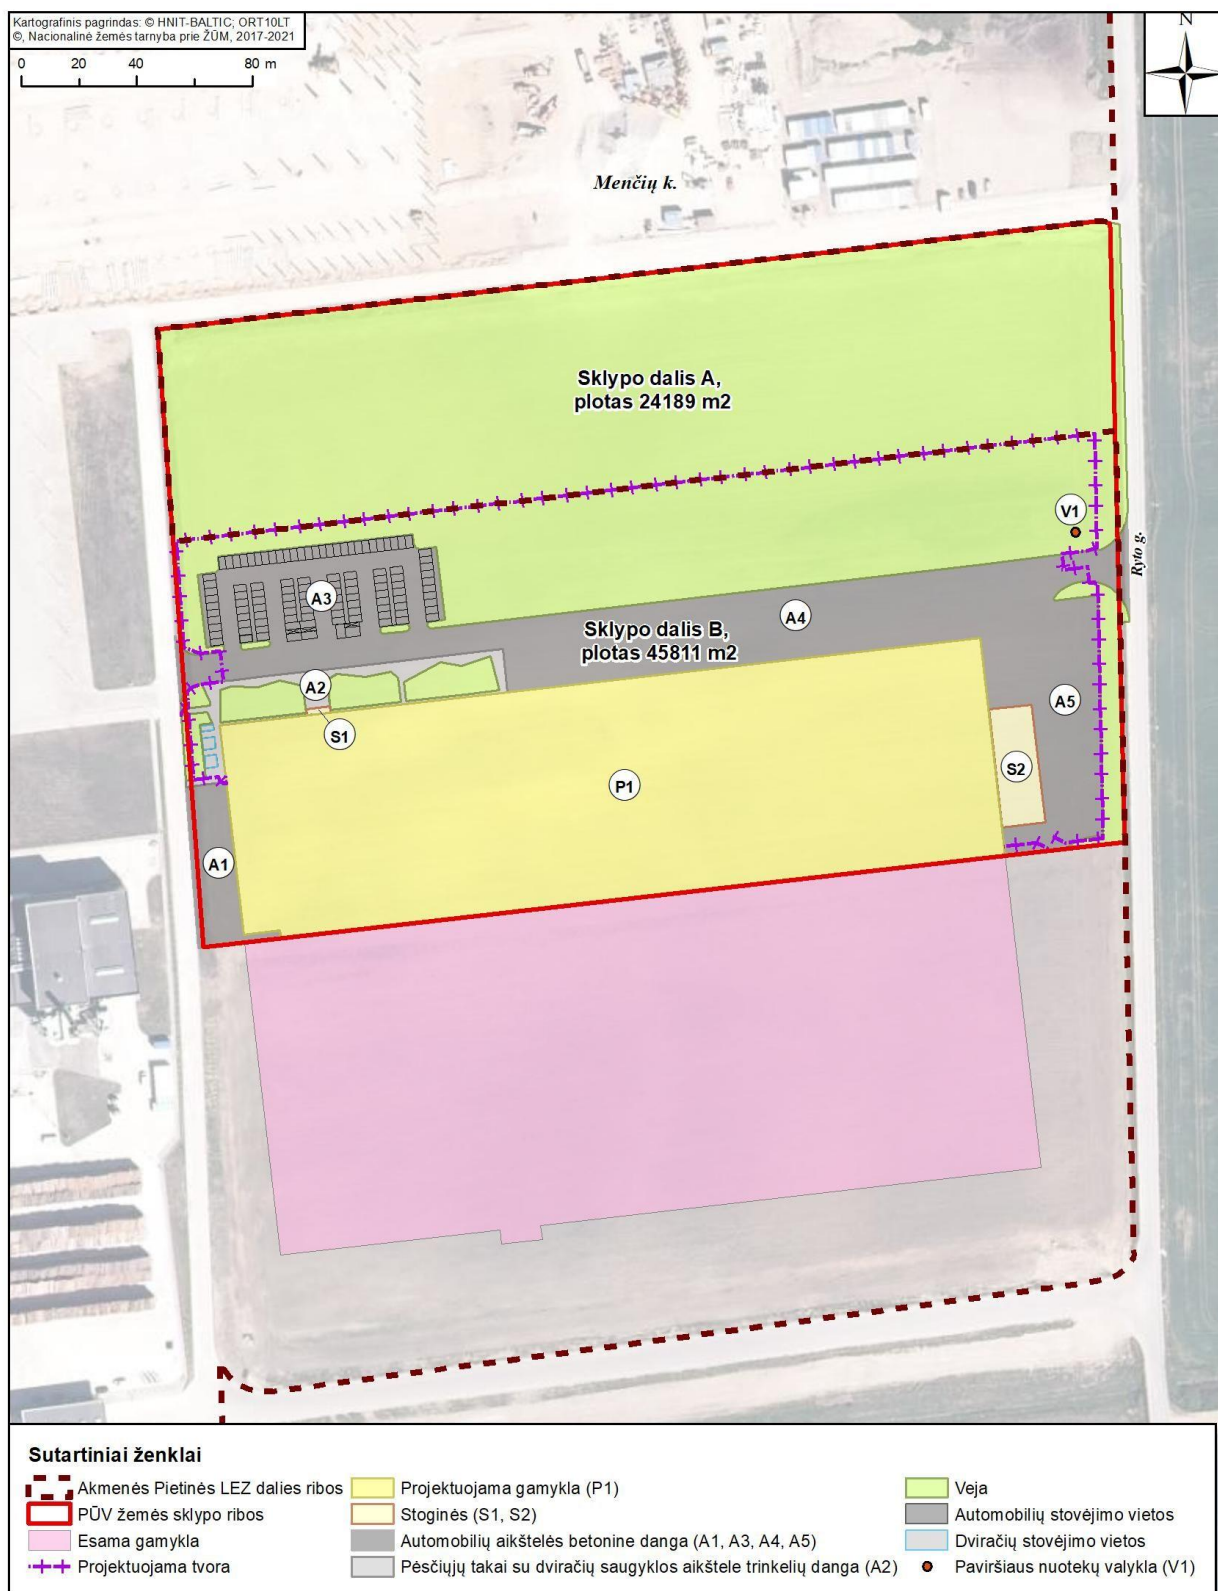 Kartografinis pagrindas: © HNIT-BALTIC; ORT10LT
©, Nacionalinė žemės tarnyba prie ŽŪM, 2017-2021
0 20 40 80 m
N
Menčių k.
Sklypo dalis A,
plotas 24189 m2
V1
Ryto g.
A3
A4
Sklypo dalis B,
plotas 45811 m2
A2
A5
S1
S2
P1
A1
Sutartiniai ženklai
Akmenės Pietinės LEZ dalies ribos
PŪV žemės sklypo ribos
Esama gamykla
Projektuojama tvora
Projektuojama gamykla (P1)
Stoginės (S1, S2)
Automobilių aikštelės betonine danga (A1, A3, A4, A5)
Pėsčiųjų takai su dviračių saugyklos aikštele trinkelių danga (A2)
Veja
Automobilių stovėjimo vietos
Dviračių stovėjimo vietos
Paviršiaus nuotekų valykla (V1)